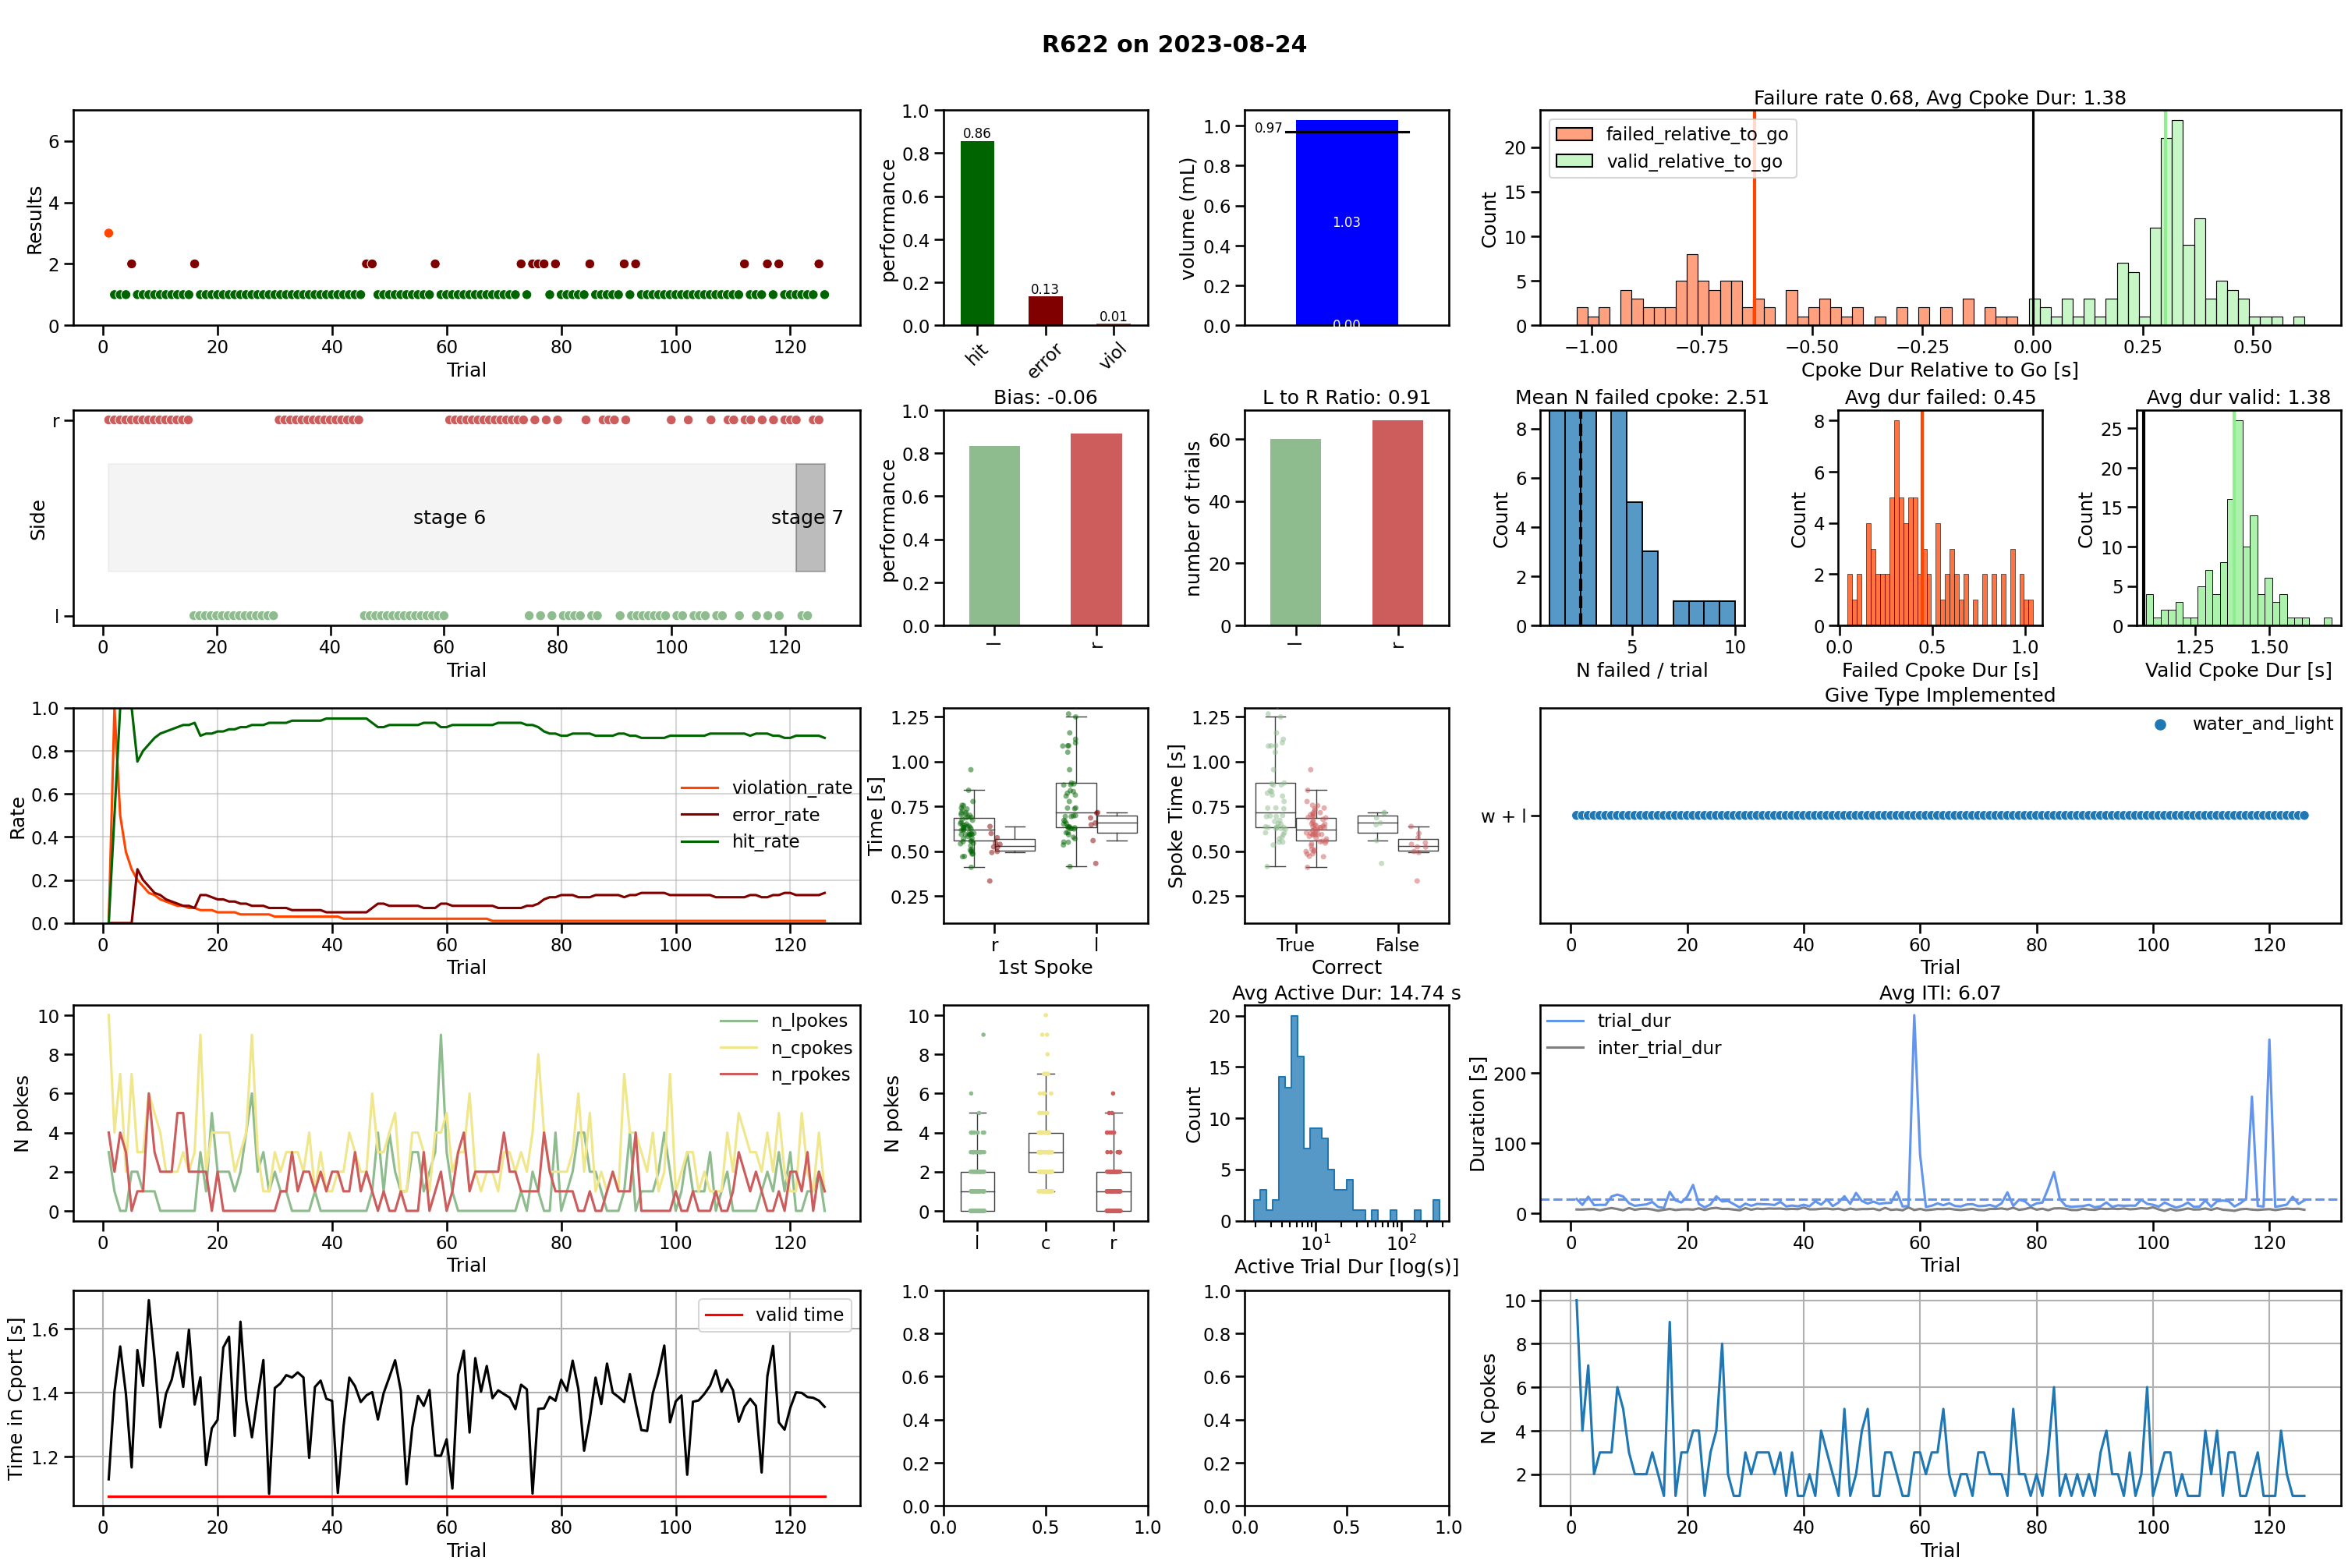 R622 on 2023-08-24
Results
6
4
2
0
0 20 40 60 80 100 120
Trial
performance
1.0
0.8
0.6
0.4
0.2
0.0
0.86
0.13
0.01
hit error viol
volume (mL)
1.0
0.8
0.6
0.4
0.2
0.0
0.97
1.03
0.00
Failure rate 0.68, Avg Cpoke Dur: 1.38
failed_relative_to_go
valid_relative_to_go
Count
20
15
10
5
0
−1.00 −0.75 −0.50 −0.25 0.00 0.25 0.50
Cpoke Dur Relative to Go [s]
Side
r
l
stage 6
stage 7
0 20 40 60 80 100 120
Trial
Bias: -0.06
performance
1.0
0.8
0.6
0.4
0.2
0.0
l r
L to R Ratio: 0.91
number of trials
60
40
20
0
l r
Mean N failed cpoke: 2.51
Count
8
6
4
2
0
5 10
N failed / trial
Avg dur failed: 0.45
Count
8
6
4
2
0
0.0 0.5 1.0
Failed Cpoke Dur [s]
Avg dur valid: 1.38
Count
25
20
15
10
5
0
1.25 1.50
Valid Cpoke Dur [s]
Rate
1.0
0.8
0.6
0.4
0.2
0.0
violation_rate
error_rate
hit_rate
0 20 40 60 80 100 120
Trial
Time [s]
1.25
1.00
0.75
0.50
0.25
r l
1st Spoke
Spoke Time [s]
1.25
1.00
0.75
0.50
0.25
True False
Correct
Give Type Implemented
water_and_light
w + l
0 20 40 60 80 100 120
Trial
N pokes
10
8
6
4
2
0
n_lpokes
n_cpokes
n_rpokes
0 20 40 60 80 100 120
Trial
N pokes
10
8
6
4
2
0
l c r
Avg Active Dur: 14.74 s
Count
20
15
10
5
0
10¹ 10²
Active Trial Dur [log(s)]
Avg ITI: 6.07
trial_dur
inter_trial_dur
Duration [s]
200
100
0
0 20 40 60 80 100 120
Trial
Time in Cport [s]
1.6
1.4
1.2
valid time
0 20 40 60 80 100 120
Trial
1.0
0.8
0.6
0.4
0.2
0.0
0.0 0.5 1.0
1.0
0.8
0.6
0.4
0.2
0.0
0.0 0.5 1.0
N Cpokes
10
8
6
4
2
0 20 40 60 80 100 120
Trial